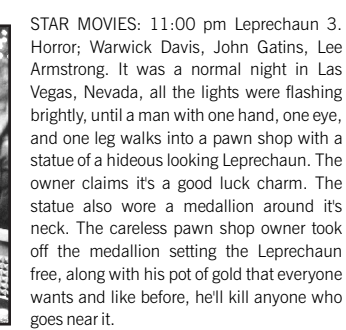 STAR MOVIES: 11:00 pm Leprechaun 3.
Horror; Warwick Davis, John Gatins, Lee
Armstrong. It was a normal night in Las
Vegas, Nevada, all the lights were flashing
brightly, until a man with one hand, one eye,
and one leg walks into a pawn shop with a
statue of a hideous looking Leprechaun. The
owner claims it's a good luck charm. The
statue also wore a medallion around it's
neck. The careless pawn shop owner took
off the medallion setting the Leprechaun
free, along with his pot of gold that everyone
wants and like before, he'll kill anyone who
goes near it.